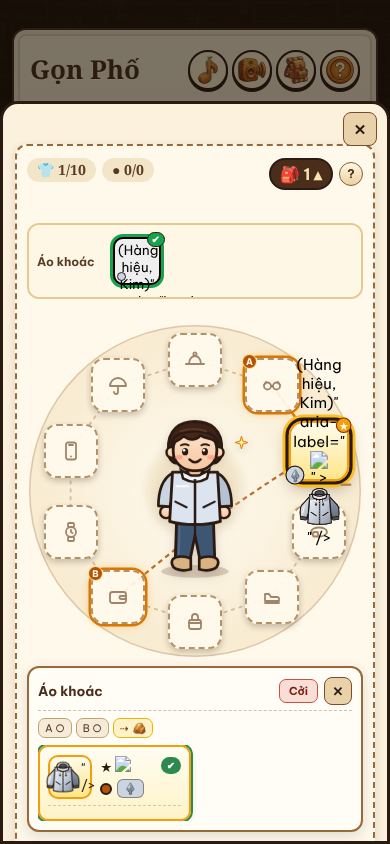 Gọn Phố
?
×
👕 1/10
● 0/0
🎒 1▲
?
Áo khoác
(Hàng
hiệu,
Kim)"
✔
A
(Hàng
hiệu,
Kim)"
aria-
label="
★
" >
" />
B
Áo khoác
Cởi
×
A
B
⇢
" />
★
✔